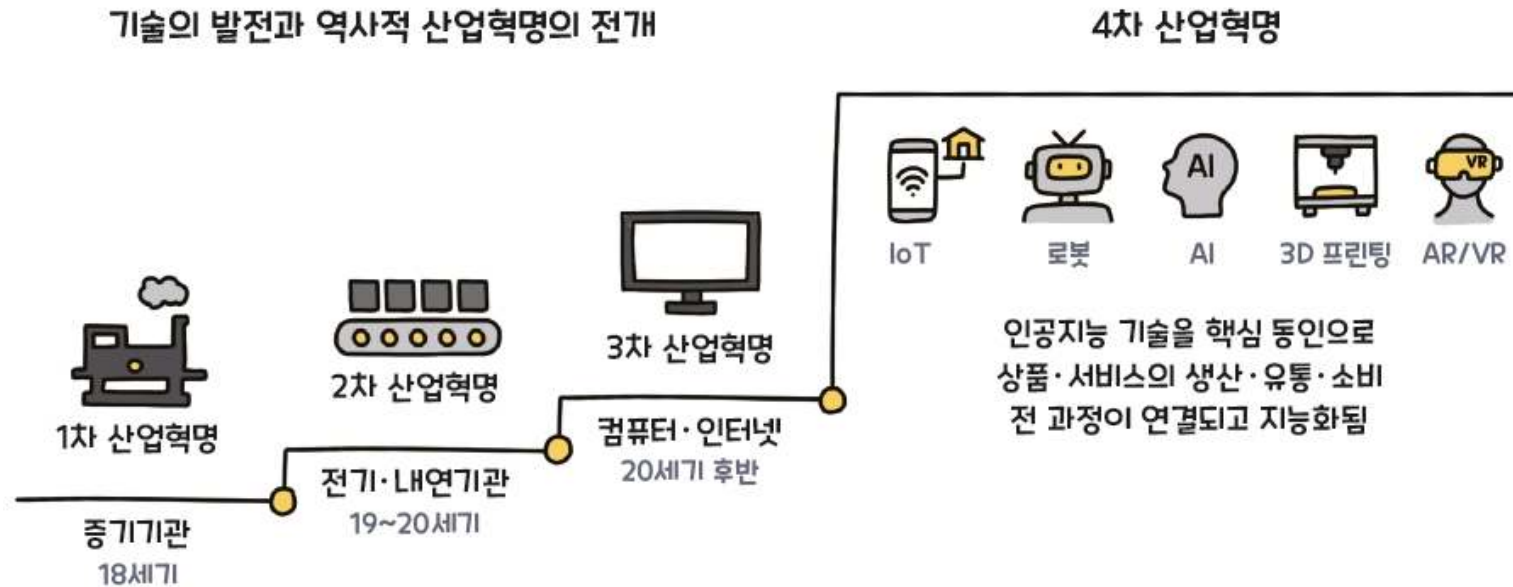 기술의 발전과 역사적 산업혁명의 전개
1차 산업혁명
증기기관
18세기
2차 산업혁명
전기·내연기관
19~20세기
3차 산업혁명
컴퓨터·인터넷
20세기 후반
4차 산업혁명
AI
VR
IoT
로봇
AI
3D 프린팅
AR/VR
인공지능 기술을 핵심 동인으로
상품·서비스의 생산·유통·소비
전 과정이 연결되고 지능화됨